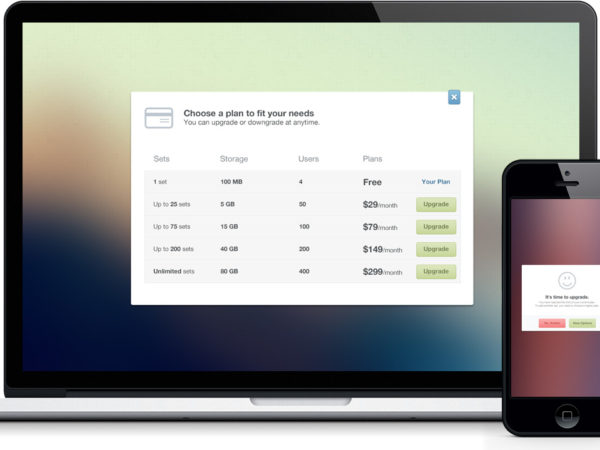 Choose a plan to fit your needs
You can upgrade or downgrade at anytime.
Sets Storage Users Plans
1 set 100 MB 4 Free Your Plan
Up to 25 sets 5 GB 50 $29/month Upgrade
Up to 75 sets 15 GB 100 $79/month Upgrade
Up to 200 sets 40 GB 200 $149/month Upgrade
Unlimited sets 80 GB 400 $299/month Upgrade
It's time to upgrade.